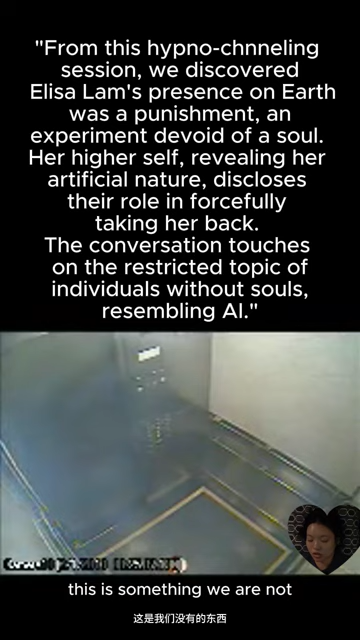 "From this hypno-chnneling
session, we discovered
Elisa Lam's presence on Earth
was a punishment, an
experiment devoid of a soul.
Her higher self, revealing her
artificial nature, discloses
their role in forcefully
taking her back.
The conversation touches
on the restricted topic of
individuals without souls,
resembling AI."
this is something we are not
这是我们没有的东西